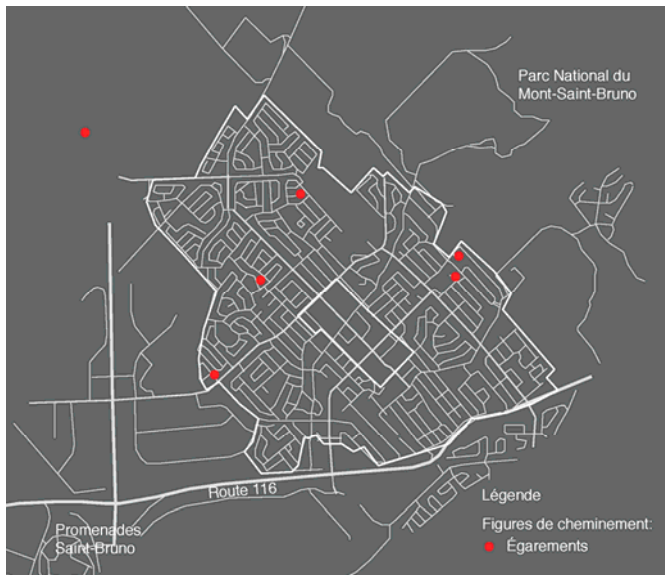 Parc National du
Mont-Saint-Bruno
Route 116
Promenades
Saint-Bruno
Légende
Figures de cheminement:
Égarements